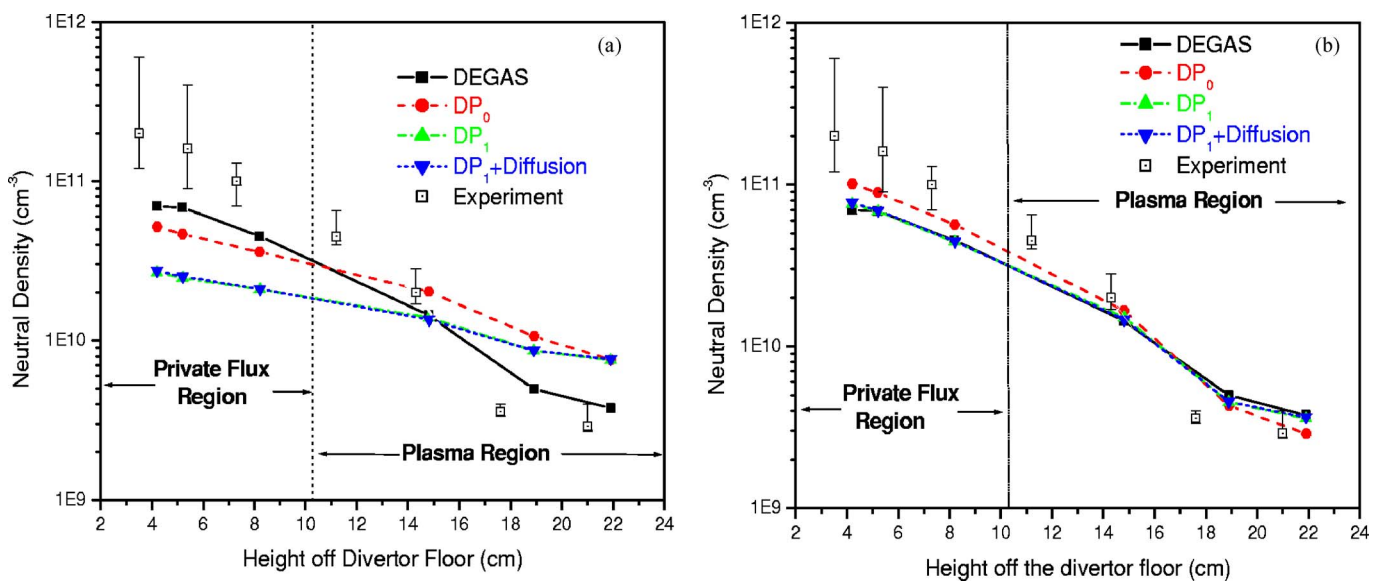 1E12
1E11
1E10
1E9
Neutral Density (cm⁻³)
(a)
DEGAS
DP₀
DP₁
DP₁+Diffusion
Experiment
Private Flux
Region
Plasma Region
2 4 6 8 10 12 14 16 18 20 22 24
Height off Divertor Floor (cm)
1E12
1E11
1E10
1E9
Neutral Density (cm⁻³)
(b)
DEGAS
DP₀
DP₁
DP₁+Diffusion
Experiment
Plasma Region
Private Flux
Region
2 4 6 8 10 12 14 16 18 20 22 24
Height off the divertor floor (cm)